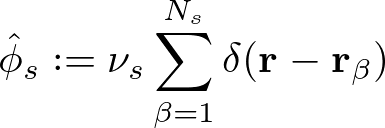 $\hat{\phi}_s := \nu_s \sum_{\beta=1}^{N_s} \delta(\mathbf{r} - \mathbf{r}_\beta)$